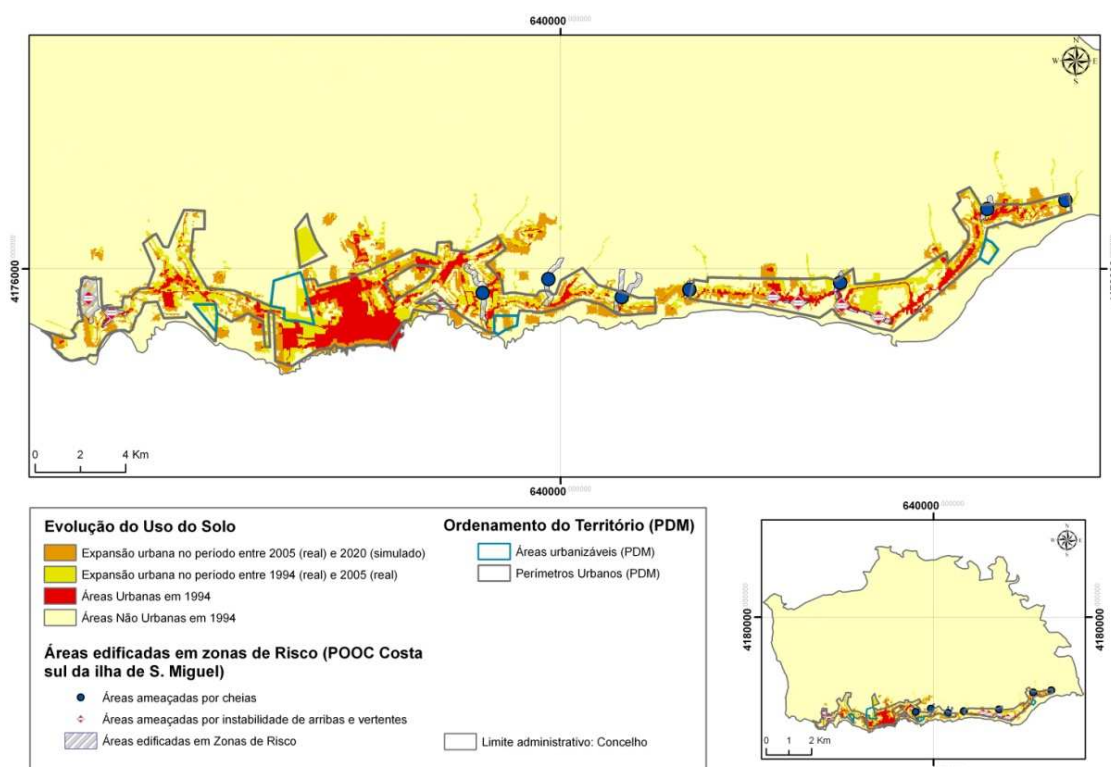 640000
N
W E
S
4176000
0 2 4 Km
640000
Evolução do Uso do Solo
Expansão urbana no período entre 2005 (real) e 2020 (simulado)
Expansão urbana no período entre 1994 (real) e 2005 (real)
Áreas Urbanas em 1994
Áreas Não Urbanas em 1994
Áreas edificadas em zonas de Risco (POOC Costa
sul da ilha de S. Miguel)
Áreas ameaçadas por cheias
Áreas ameaçadas por instabilidade de arribas e vertentes
Áreas edificadas em Zonas de Risco
Ordenamento do Território (PDM)
Áreas urbanizáveis (PDM)
Perímetros Urbanos (PDM)
Limite administrativo: Concelho
640000
4180000
4180000
0 1 2 Km